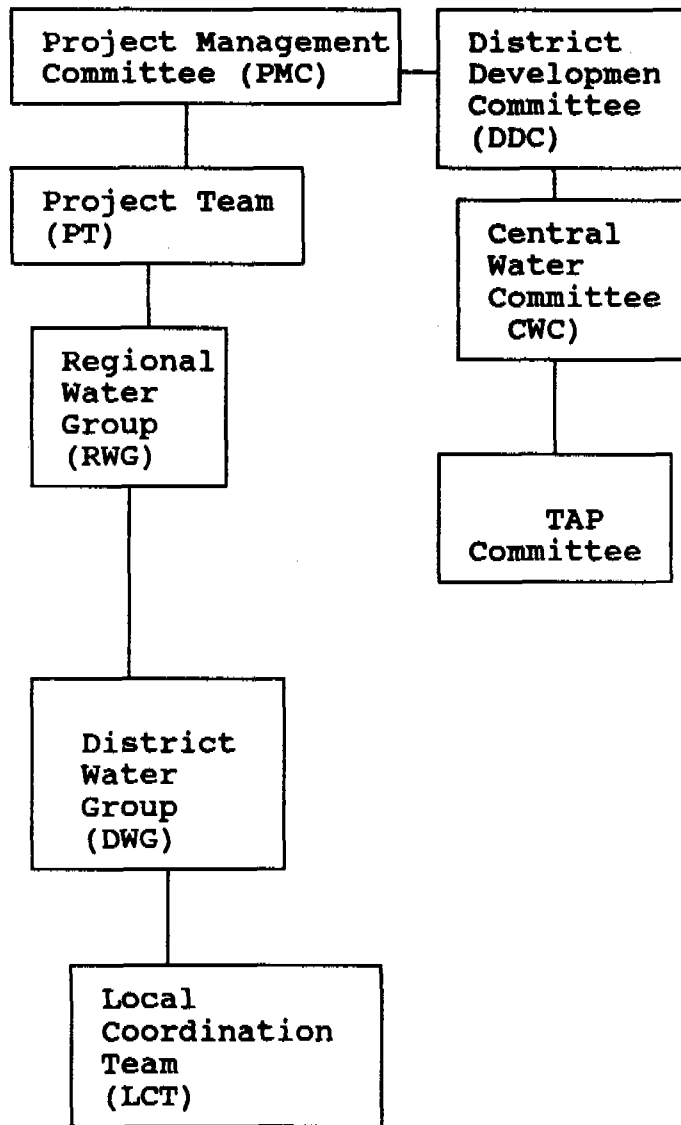 Project Management
Committee (PMC)
District
Developmen
Committee
(DDC)
Project Team
(PT)
Central
Water
Committee
CWC)
Regional
Water
Group
(RWG)
TAP
Committee
District
Water
Group
(DWG)
Local
Coordination
Team
(LCT)